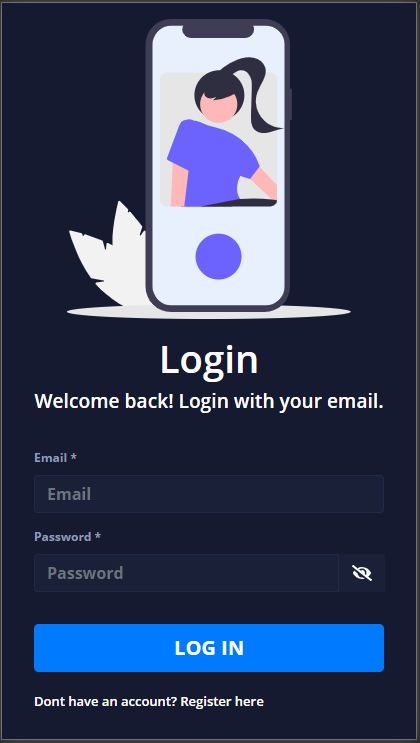 Login
Welcome back! Login with your email.
Email *
Email
Password *
Password
LOG IN
Dont have an account? Register here